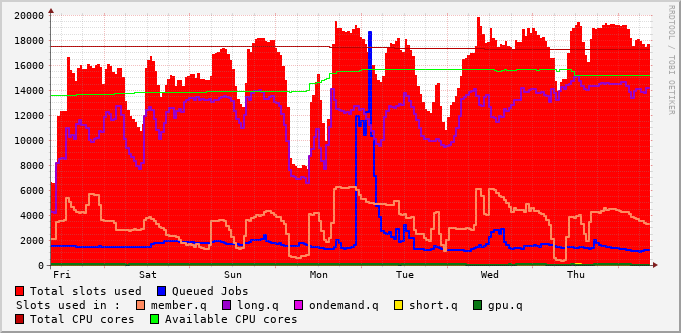 20000
18000
16000
14000
12000
10000
8000
6000
4000
2000
0
Fri Sat Sun Mon Tue Wed Thu
Total slots used Queued Jobs
Slots used in : member.q long.q ondemand.q short.q gpu.q
Total CPU cores Available CPU cores
RRDTOOL / TOBI OETIKER